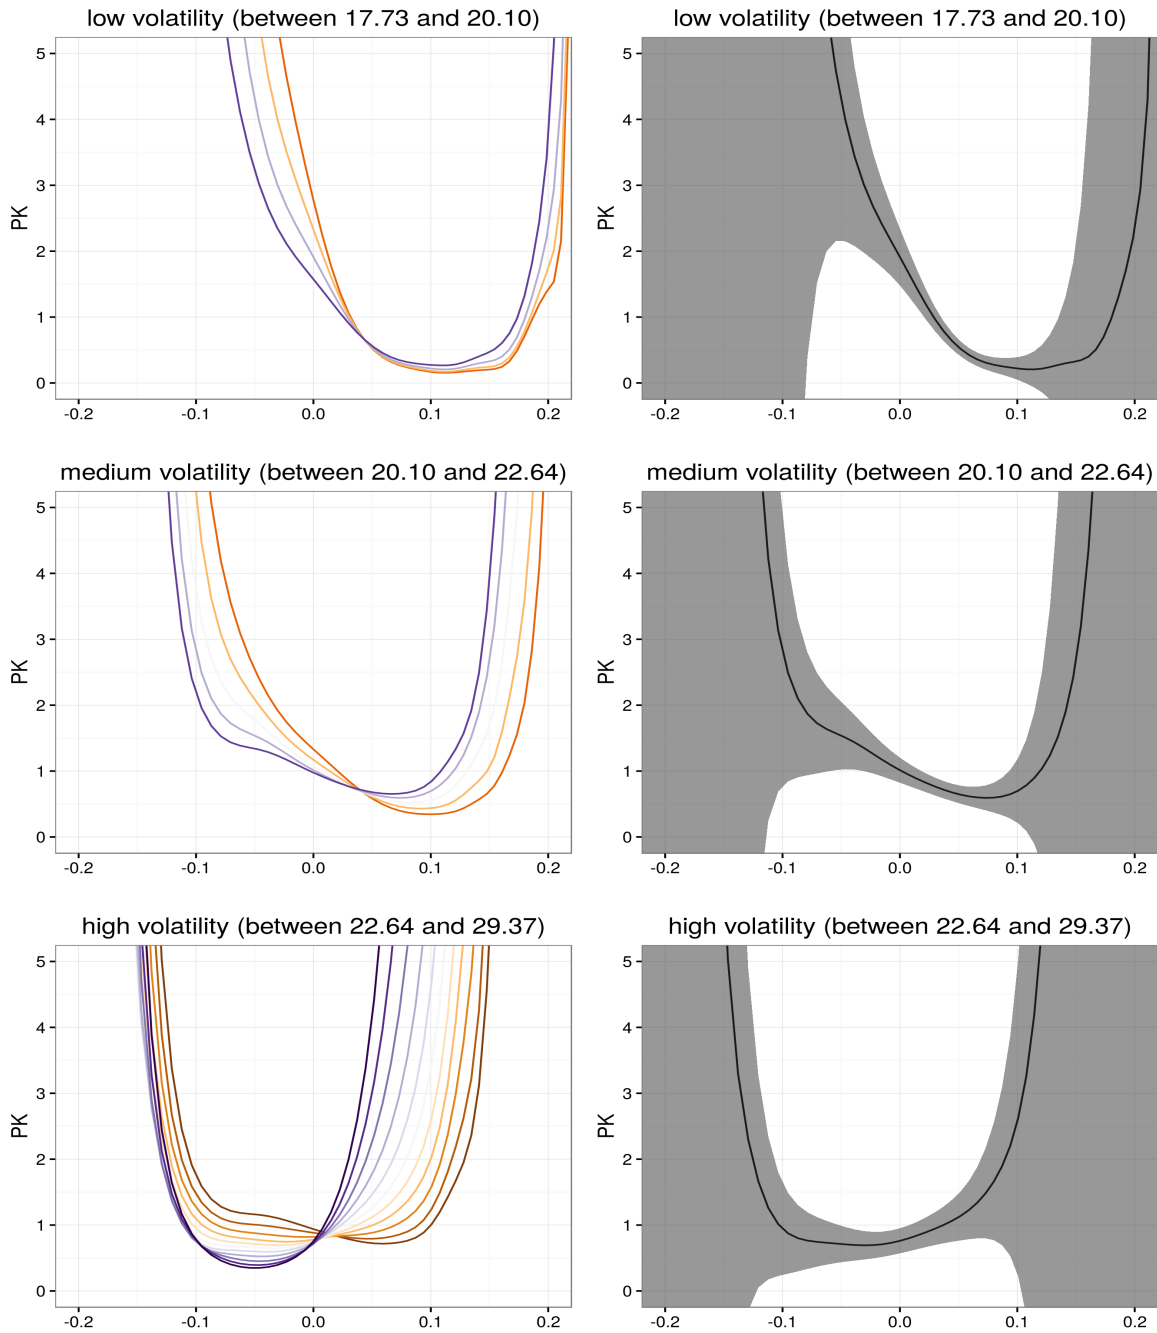 low volatility (between 17.73 and 20.10)
low volatility (between 17.73 and 20.10)
PK
5
4
3
2
1
0
-0.2 -0.1 0.0 0.1 0.2
PK
5
4
3
2
1
0
-0.2 -0.1 0.0 0.1 0.2
medium volatility (between 20.10 and 22.64)
medium volatility (between 20.10 and 22.64)
PK
5
4
3
2
1
0
-0.2 -0.1 0.0 0.1 0.2
PK
5
4
3
2
1
0
-0.2 -0.1 0.0 0.1 0.2
high volatility (between 22.64 and 29.37)
high volatility (between 22.64 and 29.37)
PK
5
4
3
2
1
0
-0.2 -0.1 0.0 0.1 0.2
PK
5
4
3
2
1
0
-0.2 -0.1 0.0 0.1 0.2